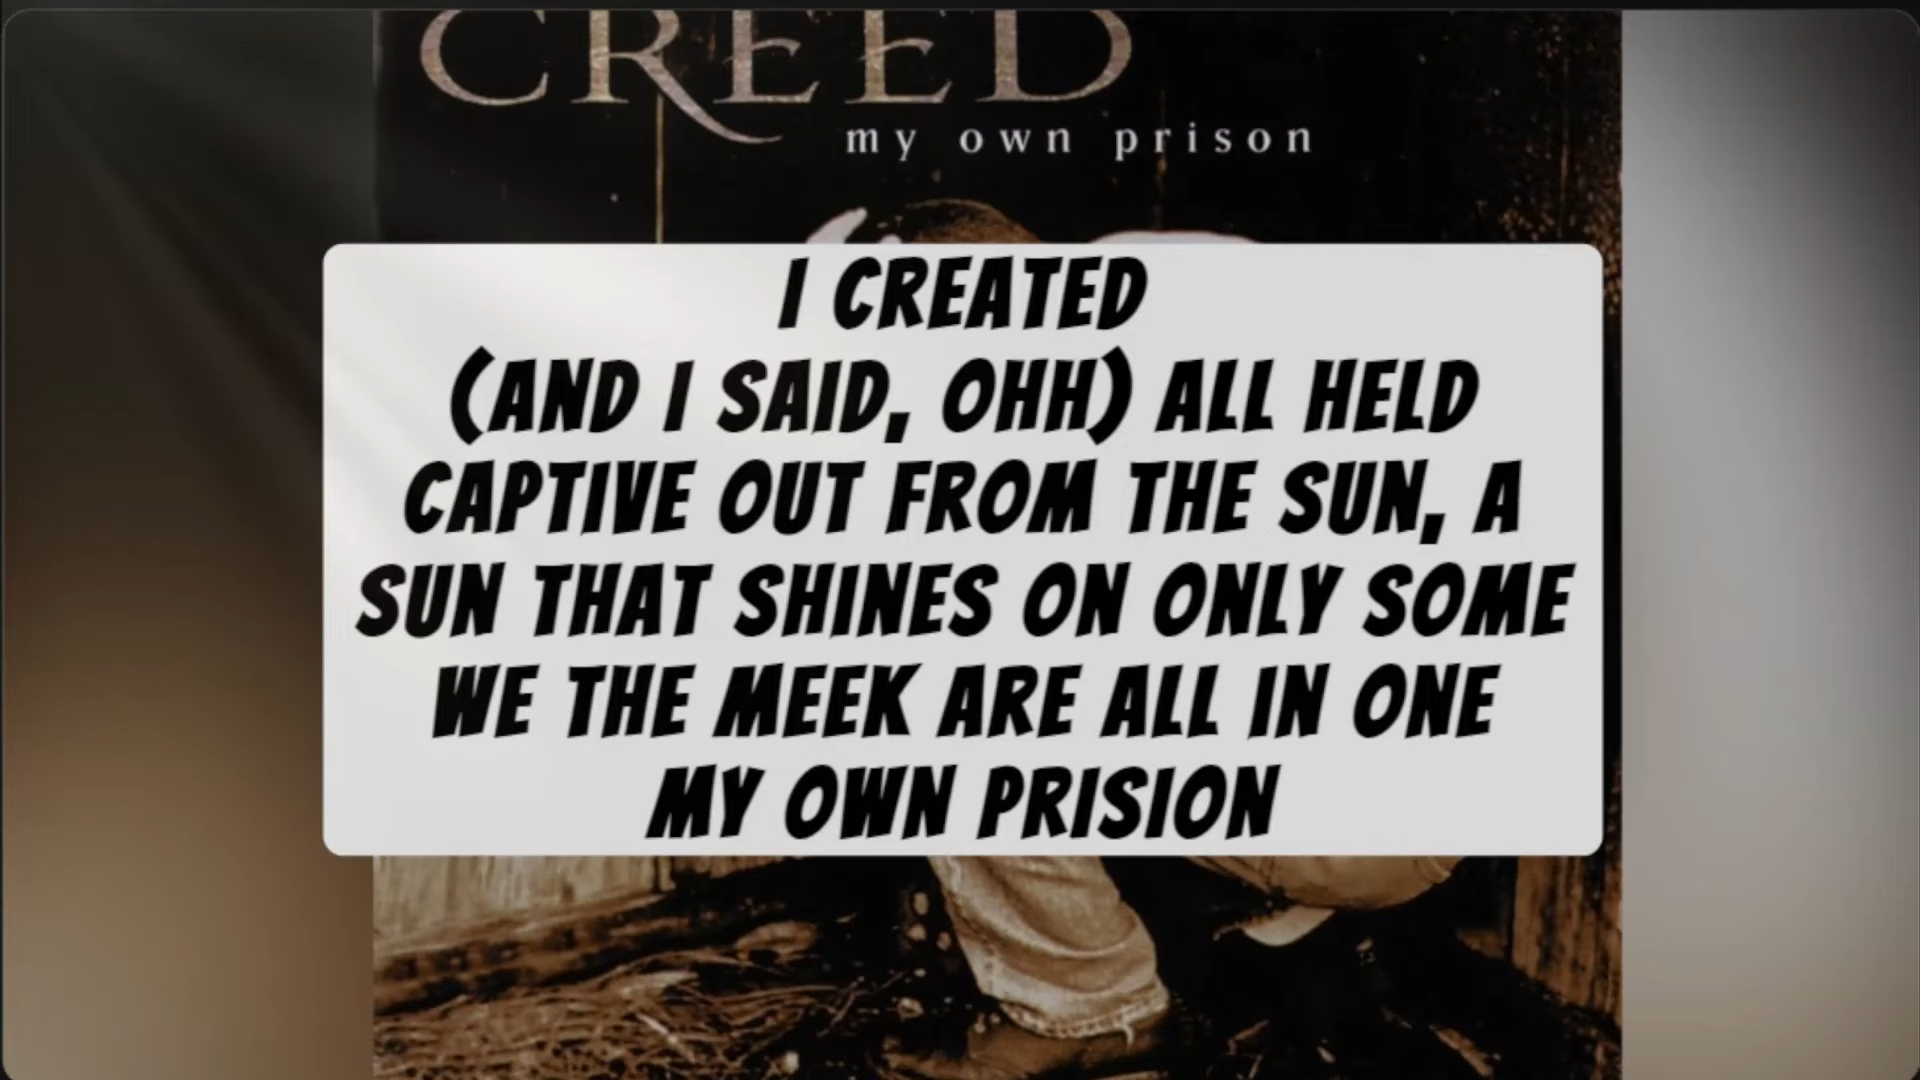 CREED
my own prison
I CREATED
(AND I SAID, OHH) ALL HELD
CAPTIVE OUT FROM THE SUN, A
SUN THAT SHINES ON ONLY SOME
WE THE MEEK ARE ALL IN ONE
MY OWN PRISION